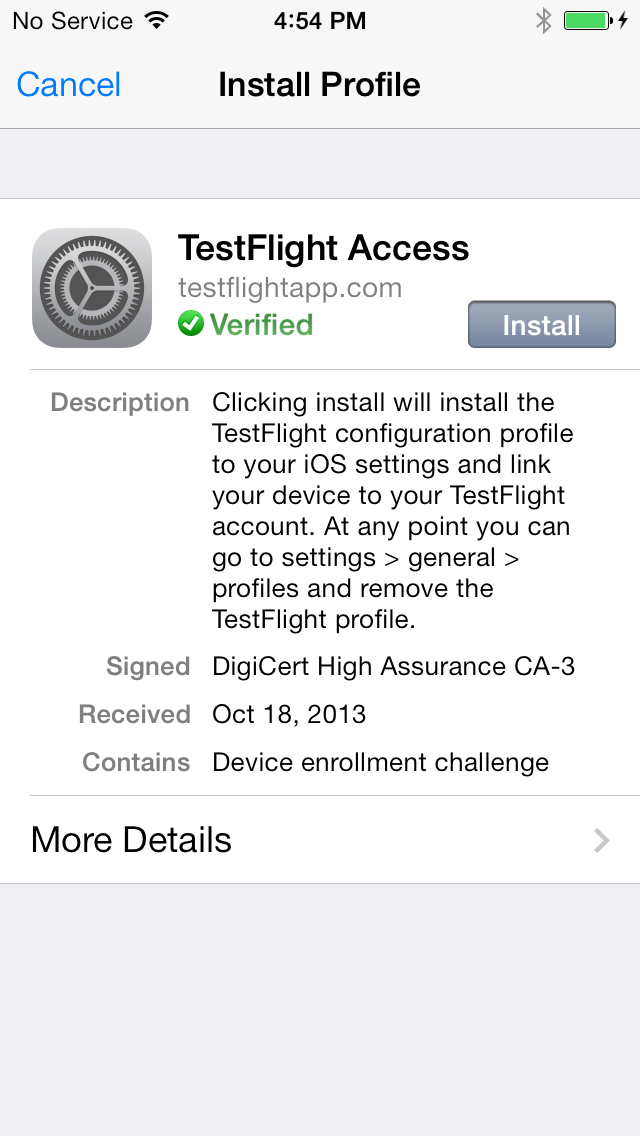 No Service 4:54 PM
Cancel Install Profile
TestFlight Access
testflightapp.com
Verified
Install
Description Clicking install will install the
TestFlight configuration profile
to your iOS settings and link
your device to your TestFlight
account. At any point you can
go to settings > general >
profiles and remove the
TestFlight profile.
Signed DigiCert High Assurance CA-3
Received Oct 18, 2013
Contains Device enrollment challenge
More Details